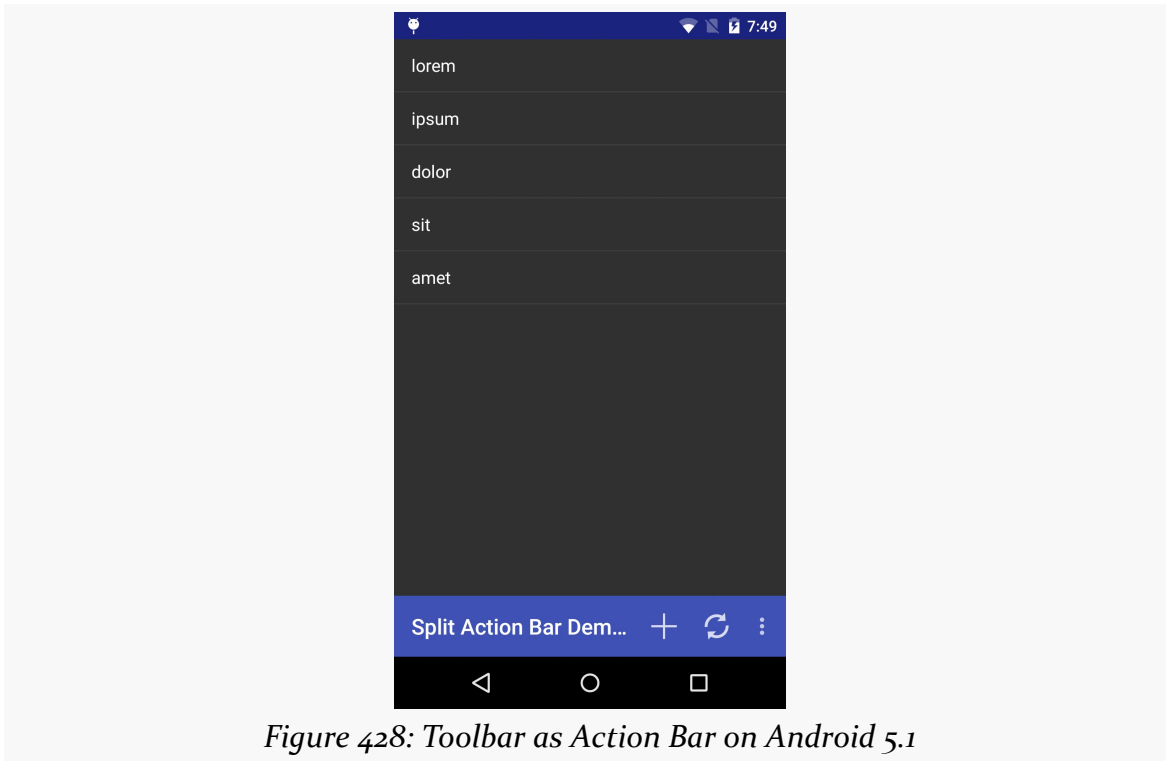 7:49
lorem
ipsum
dolor
sit
amet
Split Action Bar Dem...
Figure 428: Toolbar as Action Bar on Android 5.1